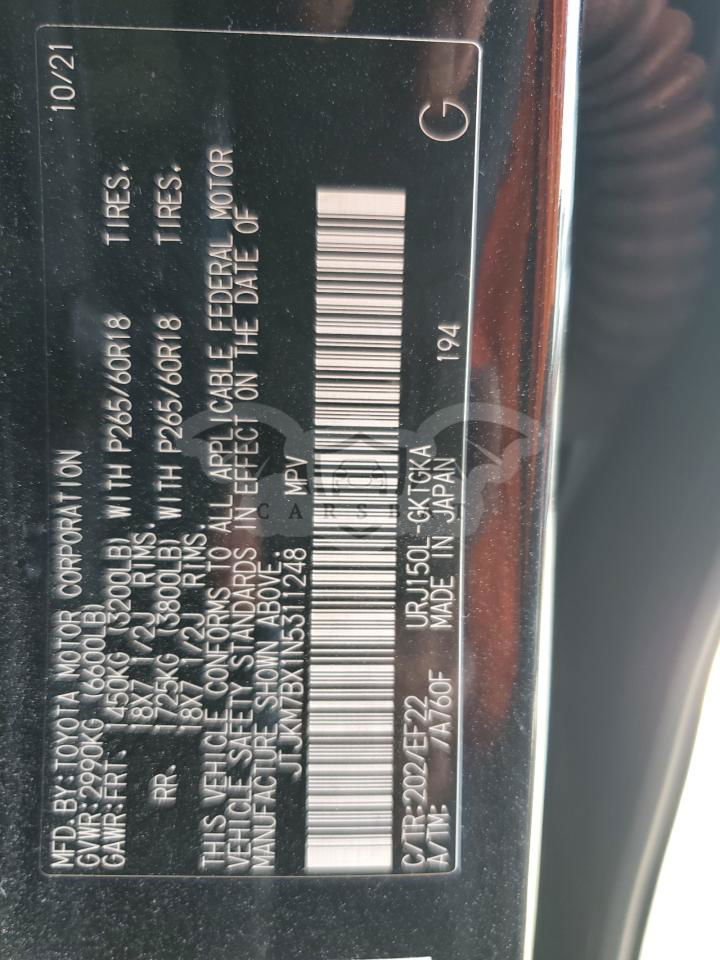 MFD.BY:TOYOTA MOTOR CORPORATION 10/21
GVWR:2990KG (6600LB)
GAWR:FRT. 1450KG (3200LB) WITH P265/60R18 TIRES.
18X7 1/2J RIMS.
RR. 1725KG (3800LB) WITH P265/60R18 TIRES.
18X7 1/2J RIMS.
THIS VEHICLE CONFORMS TO ALL APPLICABLE FEDERAL MOTOR
VEHICLE SAFETY STANDARDS IN EFFECT ON THE DATE OF
MANUFACTURE SHOWN ABOVE.
JTJKM7BX1N5311248 MPV
C/TR:202/EF22 URJ150L-GKTGKA 194
A/TM: /A760F MADE IN JAPAN
G
CARSBAT